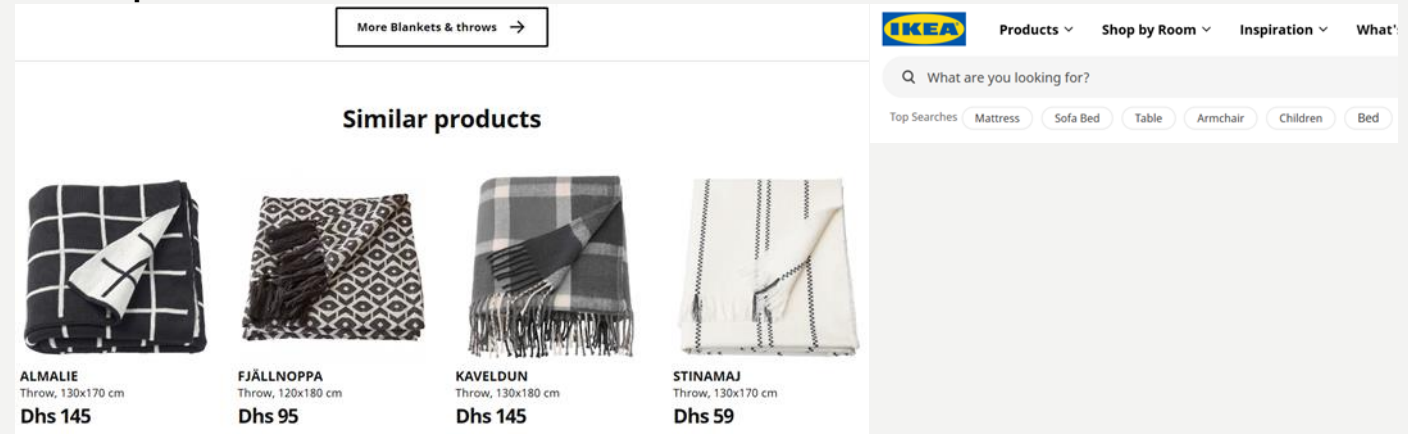 More Blankets & throws
Similar products
ALMALIE
Throw, 130x170 cm
Dhs 145
FJÄLLNOPPA
Throw, 120x180 cm
Dhs 95
KAVELDUN
Throw, 130x180 cm
Dhs 145
STINAMAJ
Throw, 130x170 cm
Dhs 59
IKEA
Products Shop by Room Inspiration What's
What are you looking for?
Top Searches Mattress Sofa Bed Table Armchair Children Bed